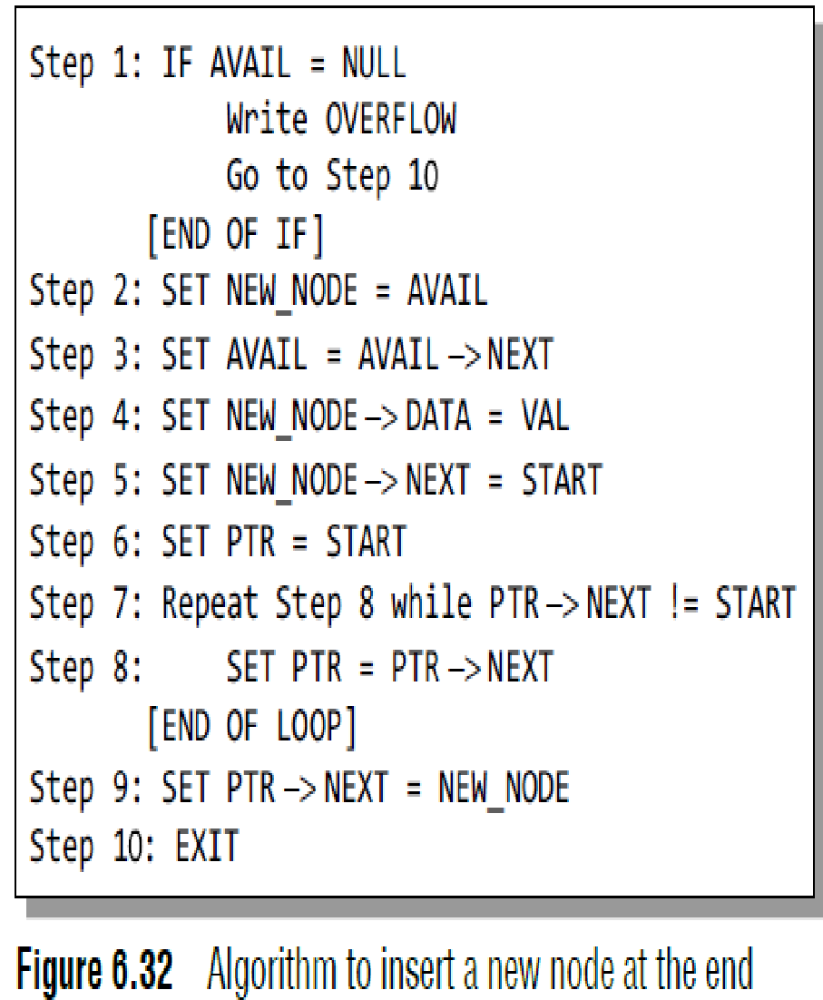 Step 1: IF AVAIL = NULL
Write OVERFLOW
Go to Step 10
[END OF IF]
Step 2: SET NEW_NODE = AVAIL
Step 3: SET AVAIL = AVAIL –> NEXT
Step 4: SET NEW_NODE –> DATA = VAL
Step 5: SET NEW_NODE –> NEXT = START
Step 6: SET PTR = START
Step 7: Repeat Step 8 while PTR –> NEXT != START
Step 8: SET PTR = PTR –> NEXT
[END OF LOOP]
Step 9: SET PTR –> NEXT = NEW_NODE
Step 10: EXIT
Figure 6.32 Algorithm to insert a new node at the end